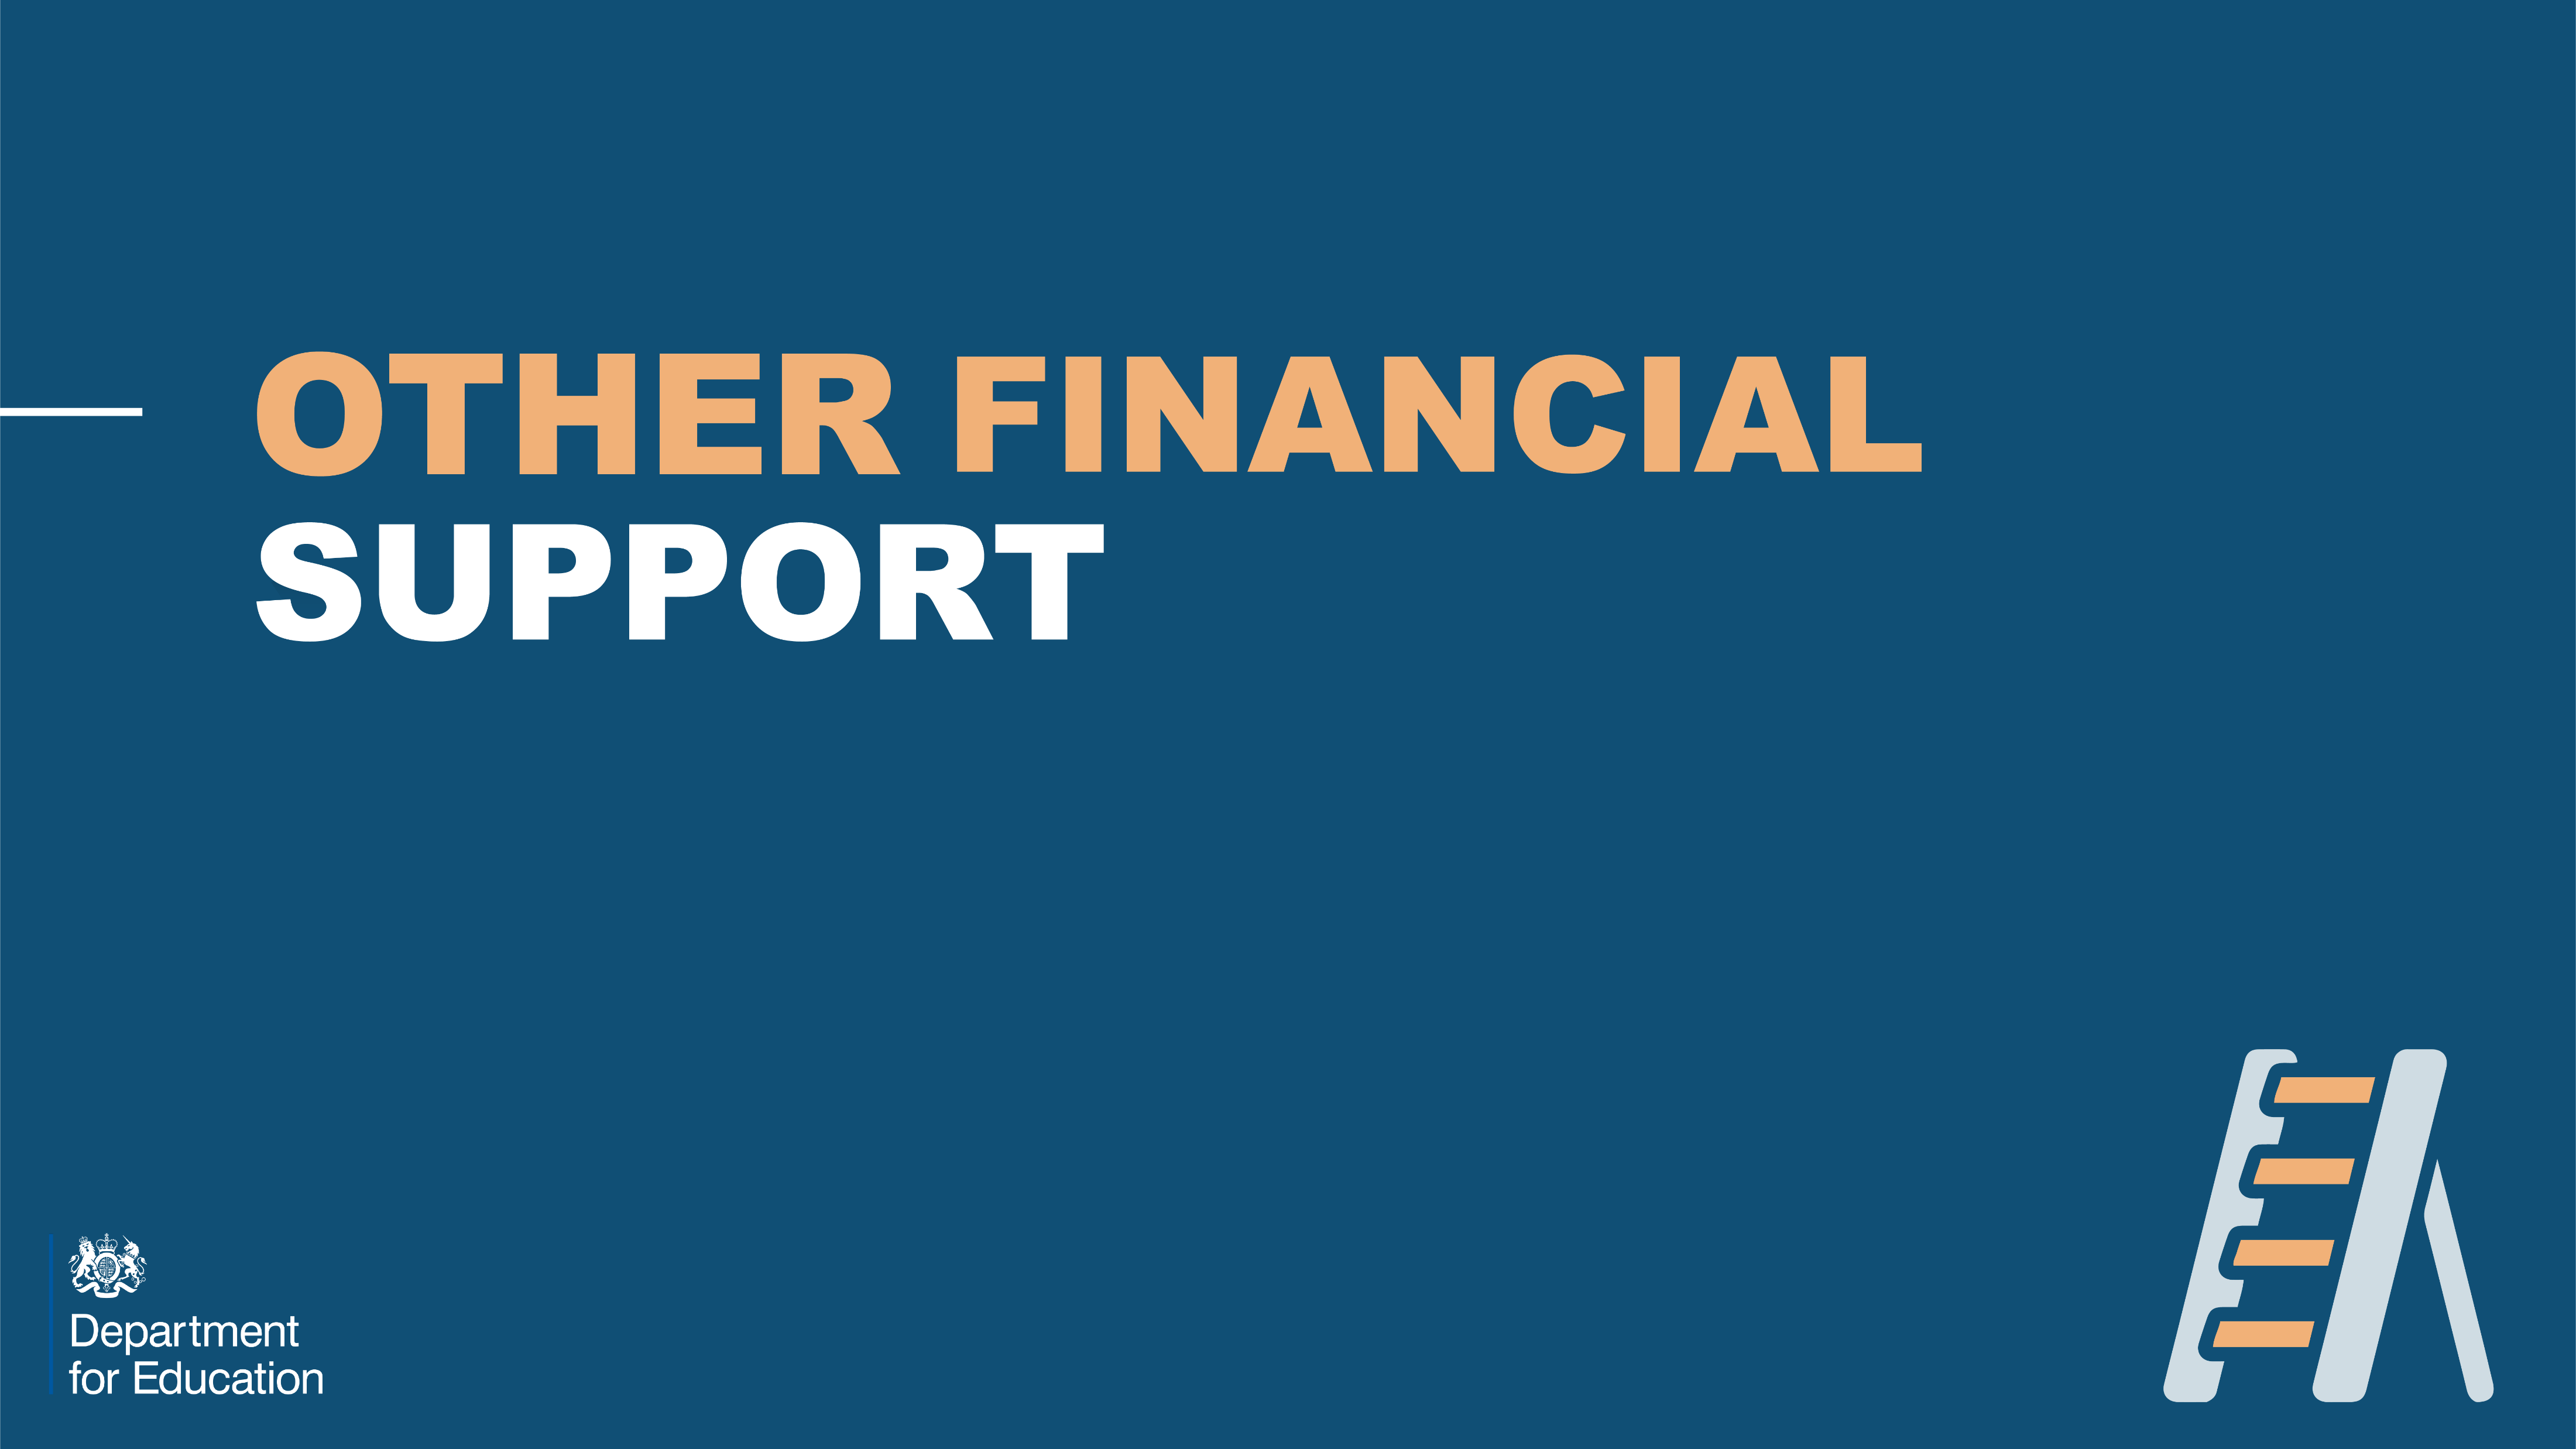 OTHER FINANCIAL
SUPPORT
Department
for Education